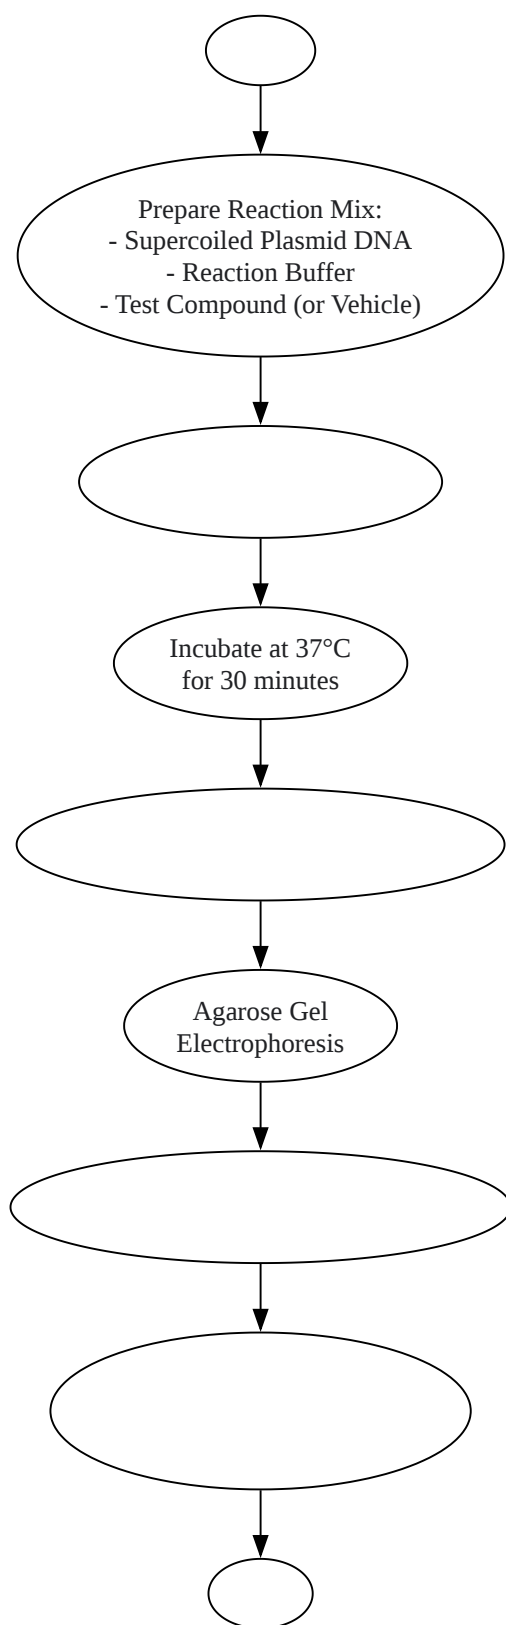 Prepare Reaction Mix:
- Supercoiled Plasmid DNA
- Reaction Buffer
- Test Compound (or Vehicle)
Incubate at 37°C
for 30 minutes
Agarose Gel
Electrophoresis